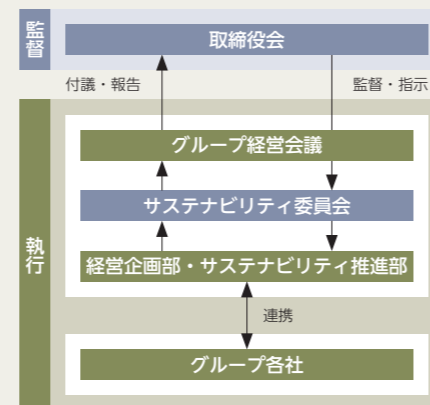 監督
取締役会
付議・報告
監督・指示
執行
グループ経営会議
サステナビリティ委員会
経営企画部・サステナビリティ推進部
連携
グループ各社